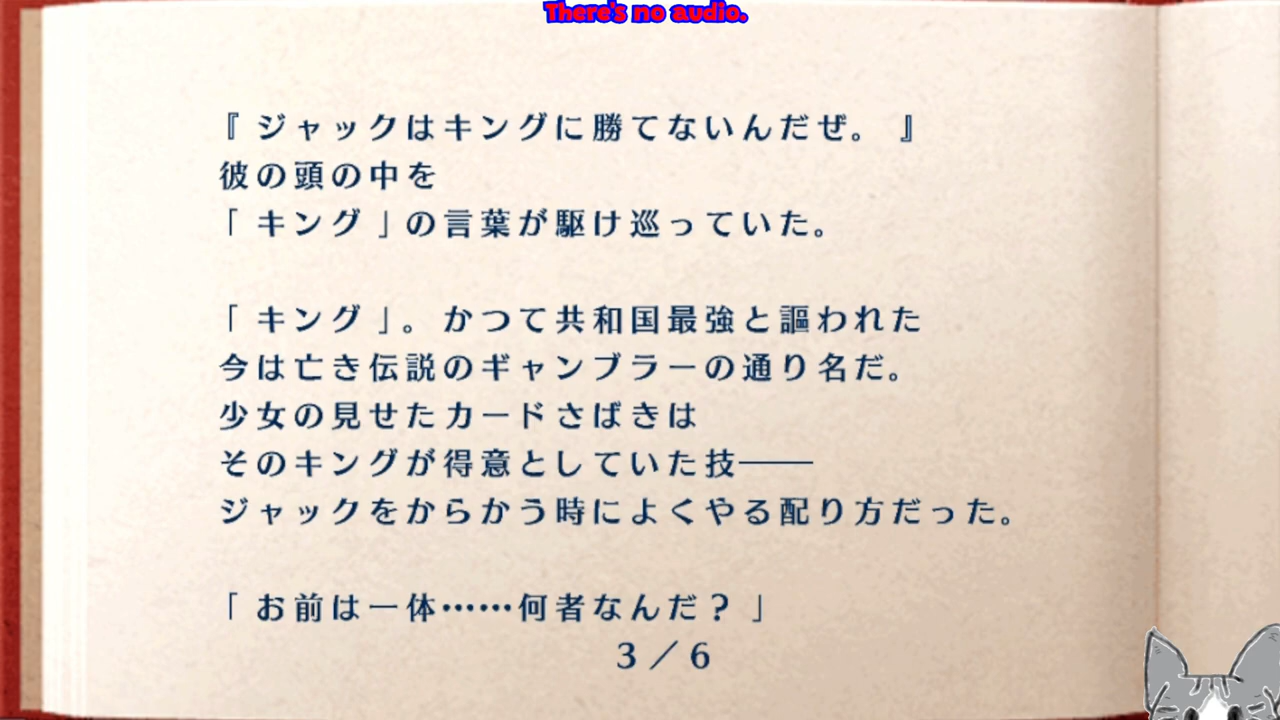 There's no audio.
『ジャックはキングに勝てないんだぜ。』
彼の頭の中を
「キング」の言葉が駆け巡っていた。
「キング」。かつて共和国最強と謳われた
今は亡き伝説のギャンブラーの通り名だ。
少女の見せたカードさばきは
そのキングが得意としていた技――
ジャックをからかう時によくやる配り方だった。
「お前は一体……何者なんだ？」
3／6